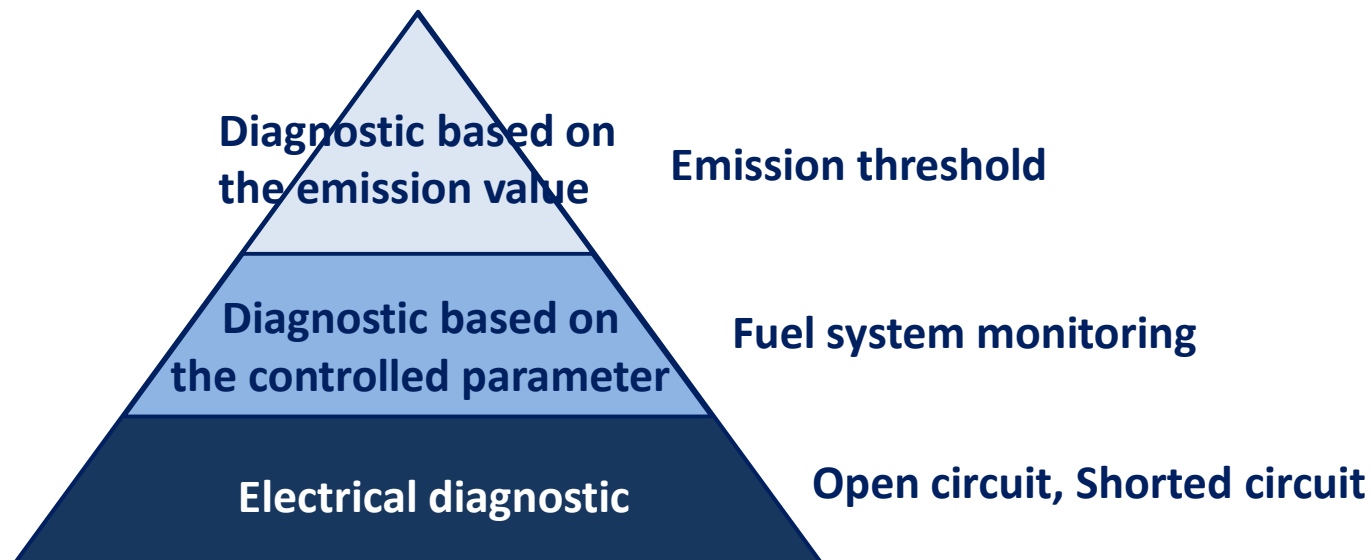 Diagnostic based on
the emission value
Emission threshold
Diagnostic based on
the controlled parameter
Fuel system monitoring
Electrical diagnostic
Open circuit, Shorted circuit